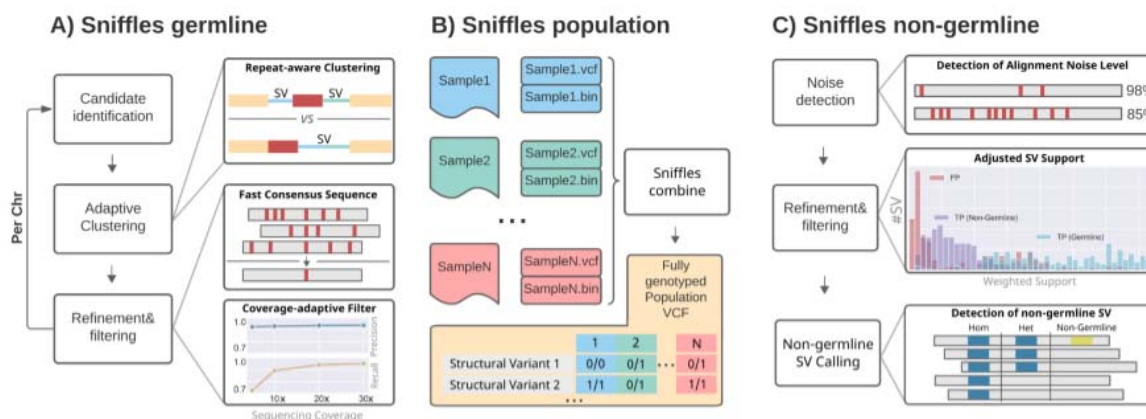 A) Sniffles germline
Per Chr
Candidate
identification
Adaptive
Clustering
Refinement&
filtering
Repeat-aware Clustering
SV
SV
VS
SV
Fast Consensus Sequence
Coverage-adaptive Filter
1.0
0.7
Precision
1.0
0.7
Recall
10x
20x
30x
Sequencing Coverage
B) Sniffles population
Sample1
Sample1.vcf
Sample1.bin
Sample2
Sample2.vcf
Sample2.bin
...
SampleN
SampleN.vcf
SampleN.bin
Sniffles
combine
Fully
genotyped
Population
VCF
1 2 N
Structural Variant 1 0/0 0/1 ... 0/1
Structural Variant 2 1/1 0/1 1/1
...
C) Sniffles non-germline
Noise
detection
Refinement&
filtering
Non-germline
SV Calling
Detection of Alignment Noise Level
98%
85%
Adjusted SV Support
#SV
FP
TP (Non-Germline)
TP (Germline)
Weighted Support
Detection of non-germline SV
Hom Het Non-Germline